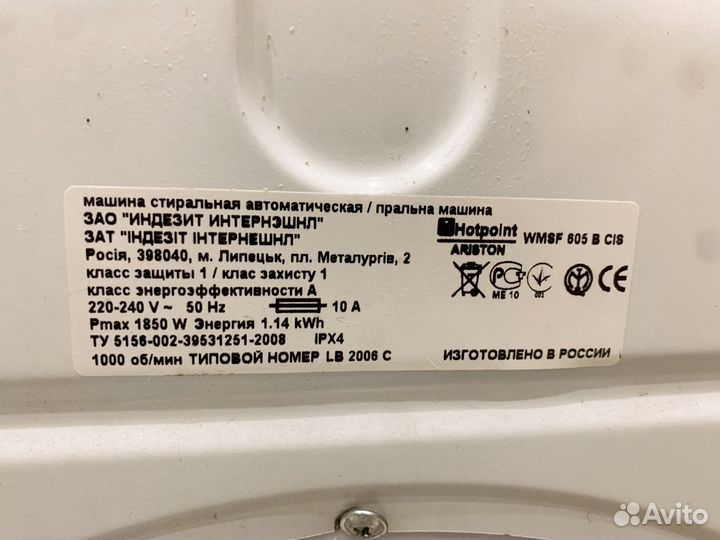 машина стиральная автоматическая / пральна машина
ЗАО "ИНДЕЗИТ ИНТЕРНЭШНЛ"
ЗАТ "ІНДЕЗІТ ІНТЕРНЕШНЛ"
Hotpoint
ARISTON
WMSF 605 B CIS
Росія, 398040, м. Липецьк, пл. Металургів, 2
класс защиты 1 / клас захисту 1
класс энергоэффективности А
ME 10
003
220-240 V ~ 50 Hz 10 A
Pmax 1850 W Энергия 1.14 kWh
ТУ 5156-002-39531251-2008 IPX4
1000 об/мин ТИПОВОЙ НОМЕР LB 2006 C
ИЗГОТОВЛЕНО В РОССИИ
Avito